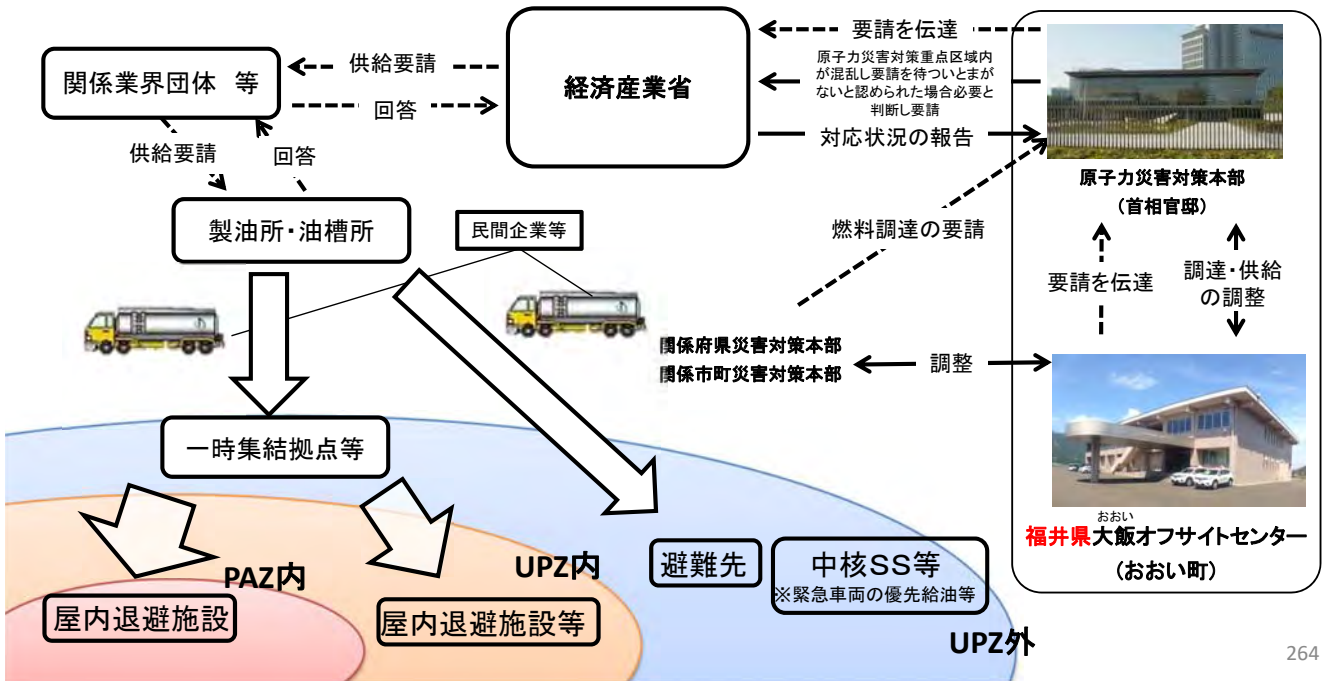 要請を伝達
関係業界団体 等
供給要請
回答
経済産業省
原子力災害対策重点区域内
が混乱し要請を待ついとまが
ないと認められた場合必要と
判断し要請
対応状況の報告
供給要請
回答
原子力災害対策本部
(首相官邸)
製油所・油槽所
民間企業等
燃料調達の要請
要請を伝達
調達・供給
の調整
関係府県災害対策本部
関係市町災害対策本部
調整
一時集結拠点等
おおい
福井県大飯オフサイトセンター
(おおい町)
PAZ内
屋内退避施設
UPZ内
屋内退避施設等
避難先
中核SS等
※緊急車両の優先給油等
UPZ外
264